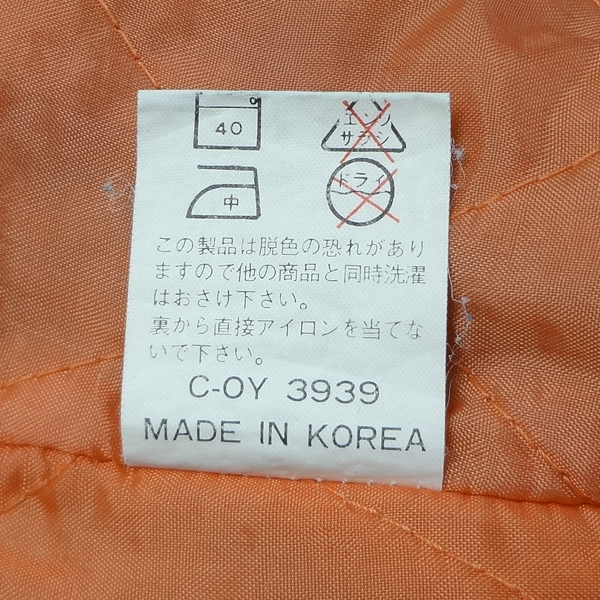 40
エンソ
サラシ
中
ドライ
この製品は脱色の恐れがあり
ますので他の商品と同時洗濯
はおさけ下さい。
裏から直接アイロンを当てな
いで下さい。
C-OY 3939
MADE IN KOREA